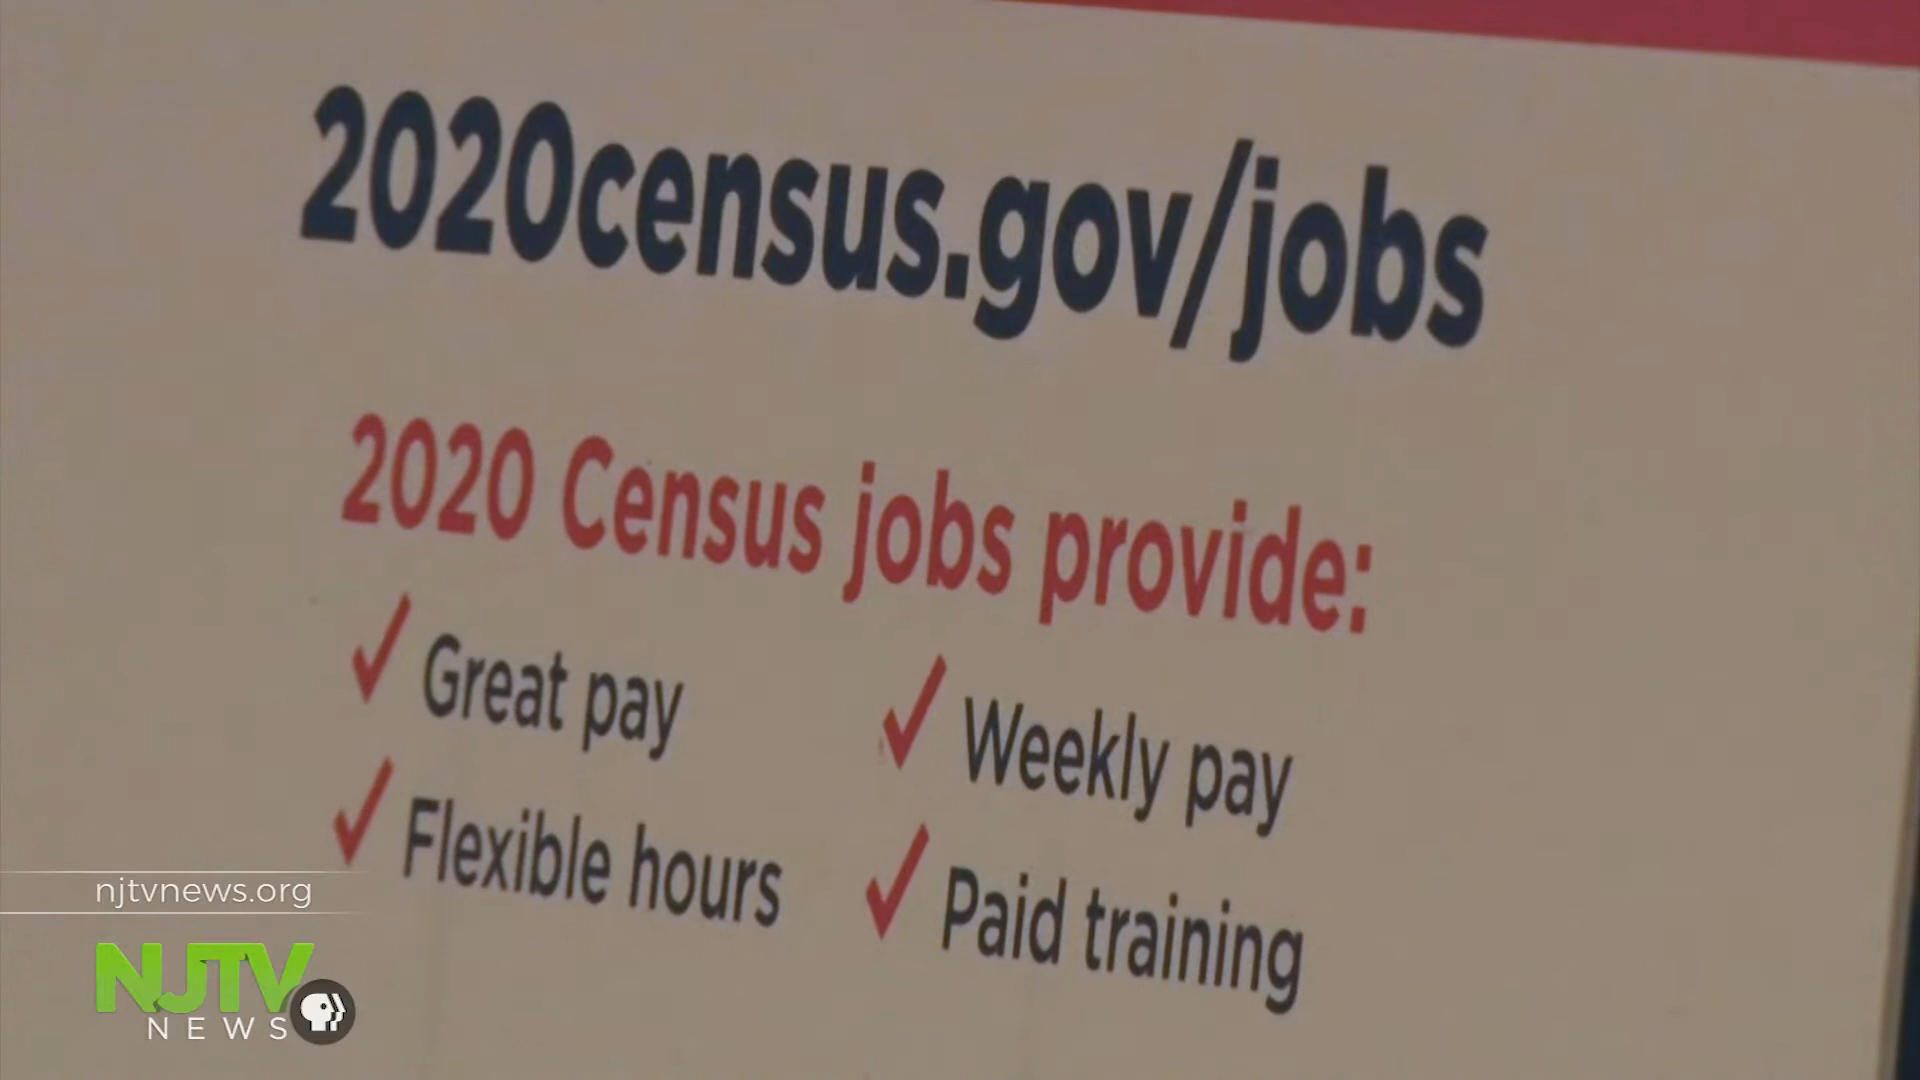 2020census.gov/jobs
2020 Census jobs provide:
✓ Great pay
✓ Weekly pay
✓ Flexible hours
✓ Paid training
njtvnews.org
NJTV
NEWS